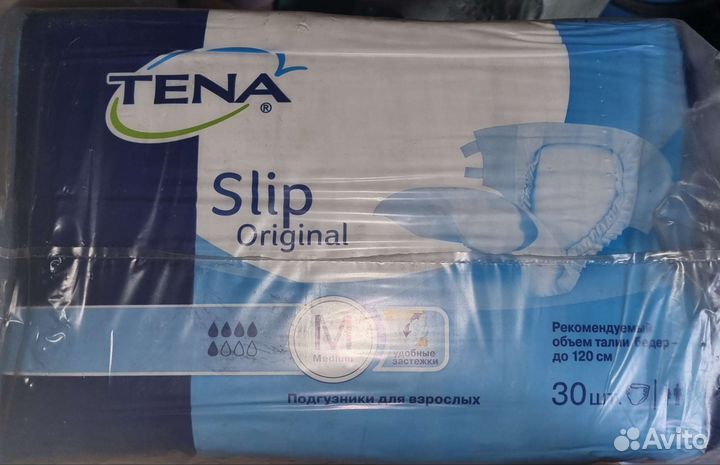 TENA®
Slip
Original
M
Medium
удобные
застежки
Рекомендуемый
объем талии/бедер -
до 120 см
Подгузники для взрослых
30 шт.
Avito